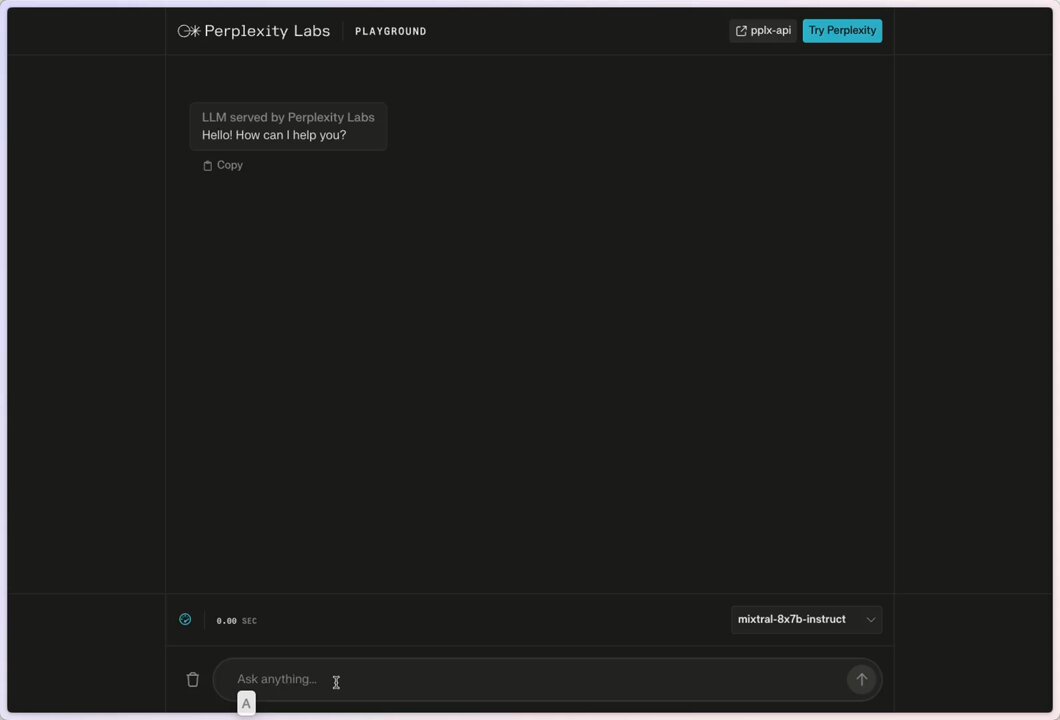 Perplexity Labs PLAYGROUND pplx-api Try Perplexity
LLM served by Perplexity Labs
Hello! How can I help you?
Copy
0.00 SEC mixtral-8x7b-instruct
Ask anything...
A